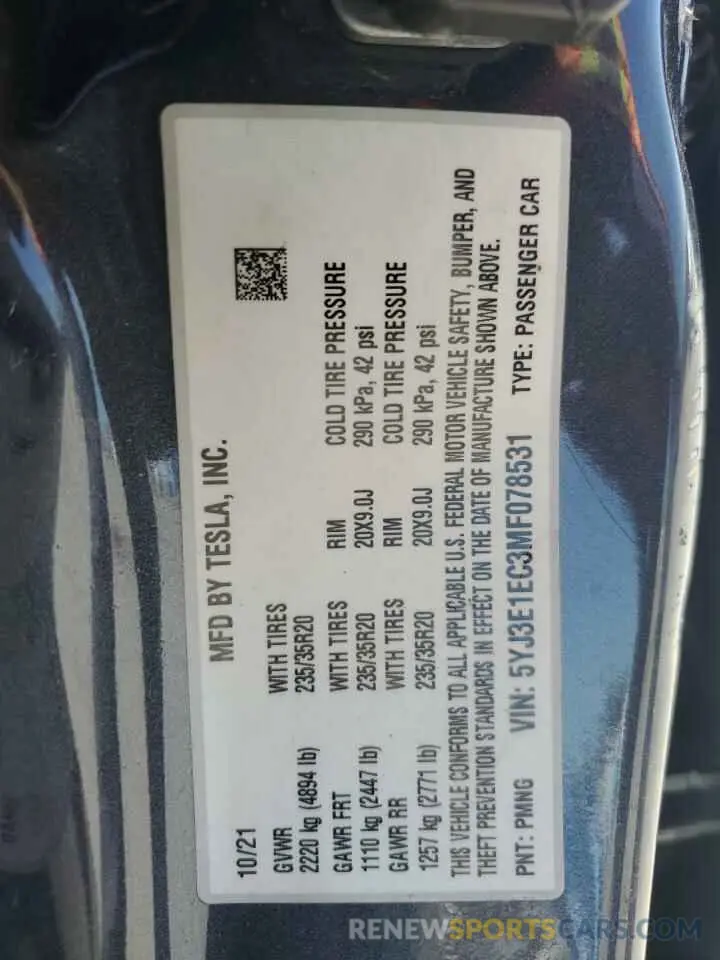 MFD BY TESLA, INC.
10/21
GVWR WITH TIRES
2220 kg (4894 lb) 235/35R20
GAWR FRT WITH TIRES RIM COLD TIRE PRESSURE
1110 kg (2447 lb) 235/35R20 20X9.0J 290 kPa, 42 psi
GAWR RR WITH TIRES RIM COLD TIRE PRESSURE
1257 kg (2771 lb) 235/35R20 20X9.0J 290 kPa, 42 psi
THIS VEHICLE CONFORMS TO ALL APPLICABLE U.S. FEDERAL MOTOR VEHICLE SAFETY, BUMPER, AND
THEFT PREVENTION STANDARDS IN EFFECT ON THE DATE OF MANUFACTURE SHOWN ABOVE.
PNT: PMNG VIN: 5YJ3E1EC3MF078531 TYPE: PASSENGER CAR
RENEWSPORTSCARS.COM